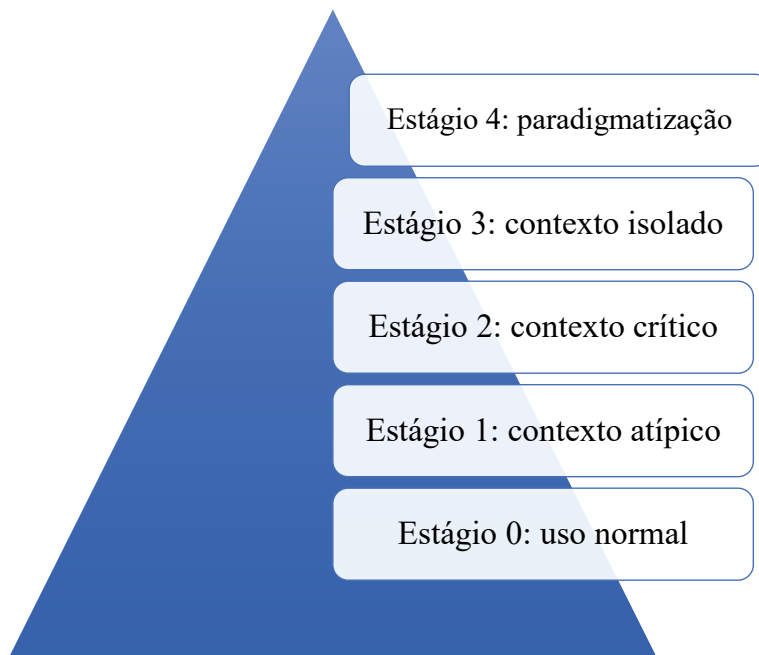 Estágio 4: paradigmatização
Estágio 3: contexto isolado
Estágio 2: contexto crítico
Estágio 1: contexto atípico
Estágio 0: uso normal